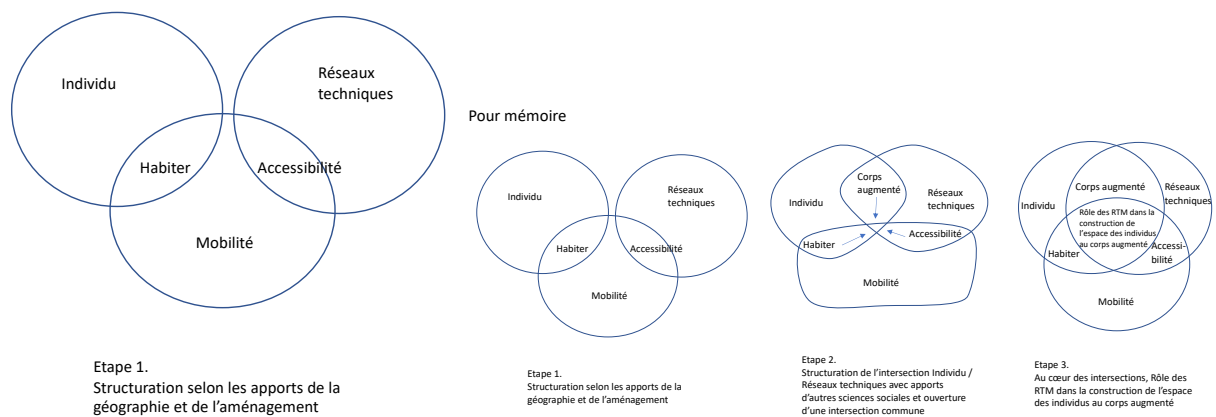 Individu
Réseaux
techniques
Habiter
Accessibilité
Mobilité
Etape 1.
Structuration selon les apports de la
géographie et de l'aménagement
Pour mémoire
Individu
Réseaux
techniques
Habiter
Accessibilité
Mobilité
Etape 1.
Structuration selon les apports de la
géographie et de l'aménagement
Corps
augmenté
Individu
Réseaux
techniques
Habiter
Accessibilité
Mobilité
Etape 2.
Structuration de l'intersection Individu /
Réseaux techniques avec apports
d'autres sciences sociales et ouverture
d'une intersection commune
Corps augmenté
Individu
Réseaux
techniques
Rôle des RTM dans la
construction de
l'espace des individus
au corps augmenté
Habiter
Accessi-
bilité
Mobilité
Etape 3.
Au cœur des intersections, Rôle des
RTM dans la construction de l'espace
des individus au corps augmenté